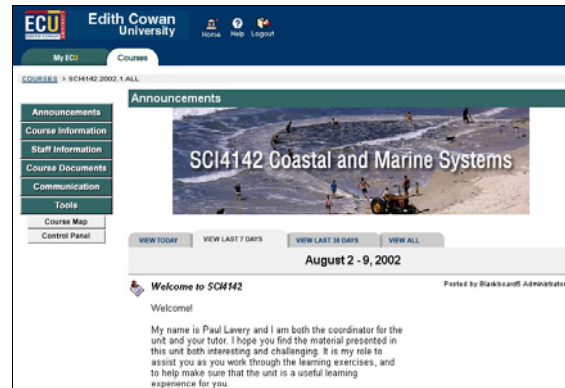 ECU
Edith Cowan
University
Home Help Logout
My ECU Courses
COURSES > SCI4142.2002.1.ALL
Announcements
Announcements
Course Information
Staff Information
Course Documents
Communication
Tools
Course Map
Control Panel
SCI4142 Coastal and Marine Systems
VIEW TODAY VIEW LAST 7 DAYS VIEW LAST 30 DAYS VIEW ALL
August 2 - 9, 2002
Welcome to SCI4142 Posted by Blackboard5 Administrator
Welcome!
My name is Paul Lavery and I am both the coordinator for the
unit and your tutor. I hope you find the material presented in
this unit both interesting and challenging. It is my role to
assist you as you work through the learning exercises, and
to help make sure that the unit is a useful learning
experience for you.